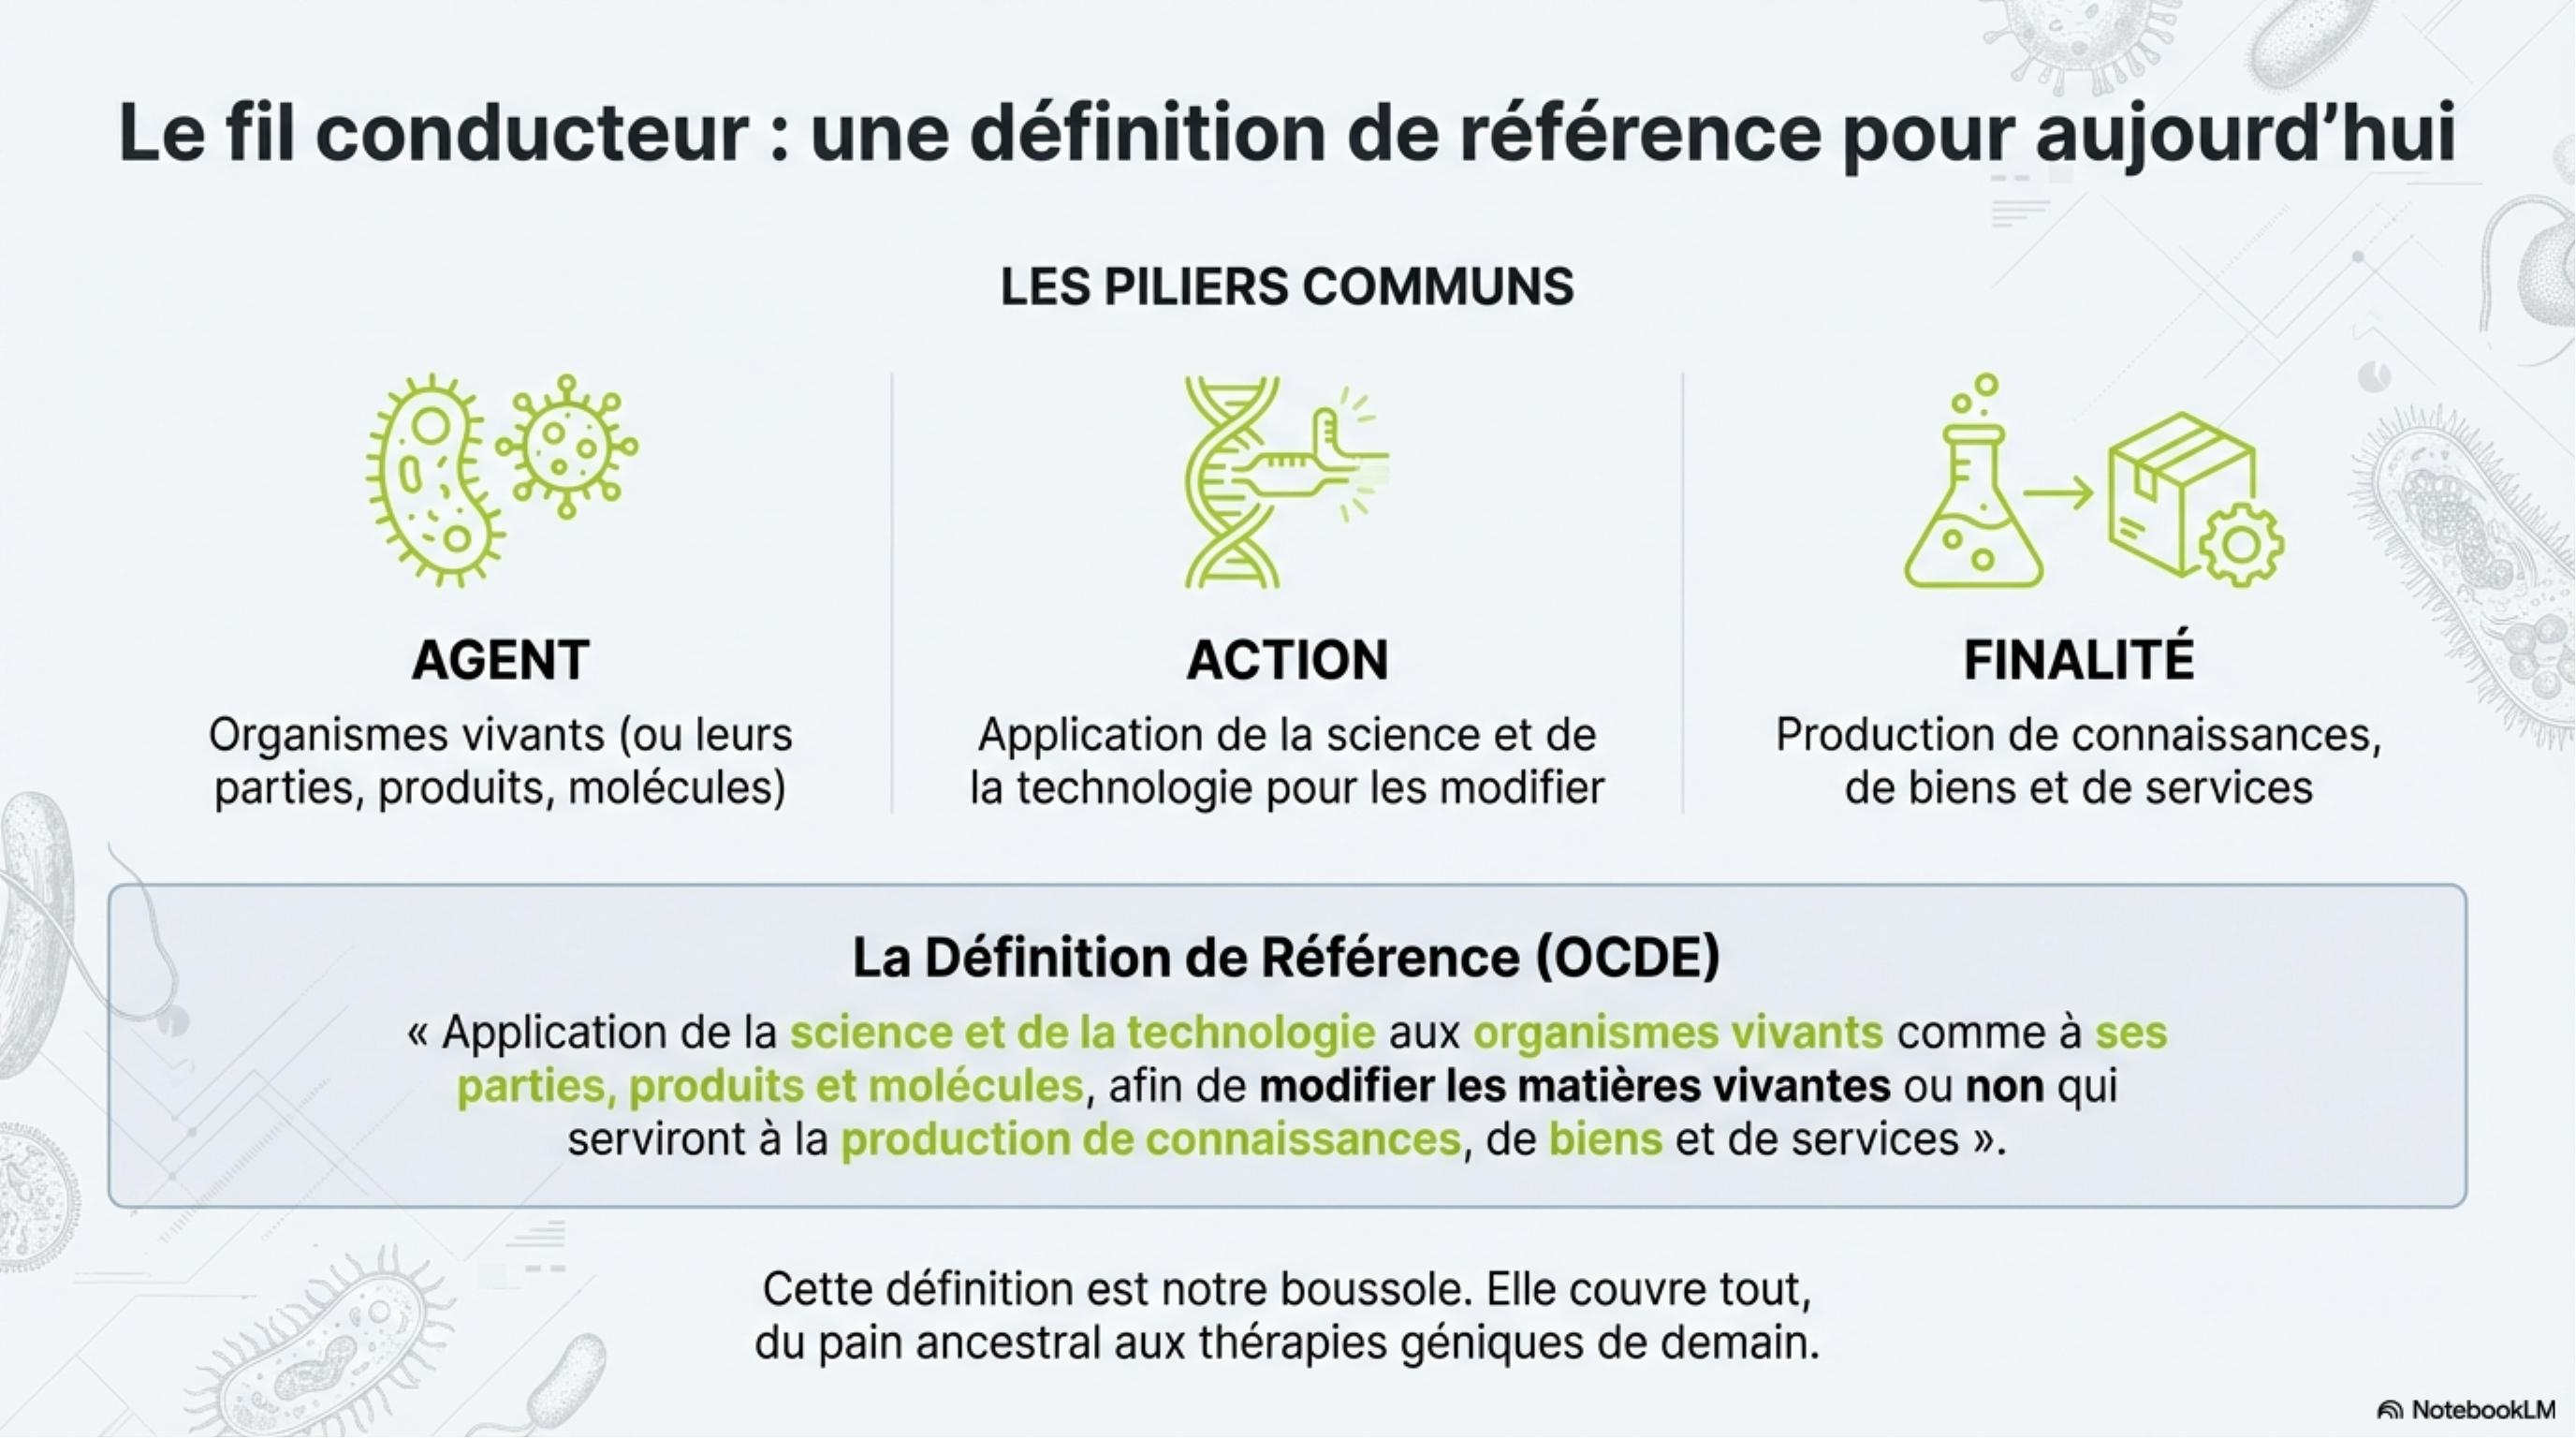 Le fil conducteur : une définition de référence pour aujourd’hui
LES PILIERS COMMUNS
AGENT
Organismes vivants (ou leurs
parties, produits, molécules)
ACTION
Application de la science et de
la technologie pour les modifier
FINALITÉ
Production de connaissances,
de biens et de services
La Définition de Référence (OCDE)
« Application de la science et de la technologie aux organismes vivants comme à ses
parties, produits et molécules, afin de modifier les matières vivantes ou non qui
serviront à la production de connaissances, de biens et de services ».
Cette définition est notre boussole. Elle couvre tout,
du pain ancestral aux thérapies géniques de demain.
NotebookLM